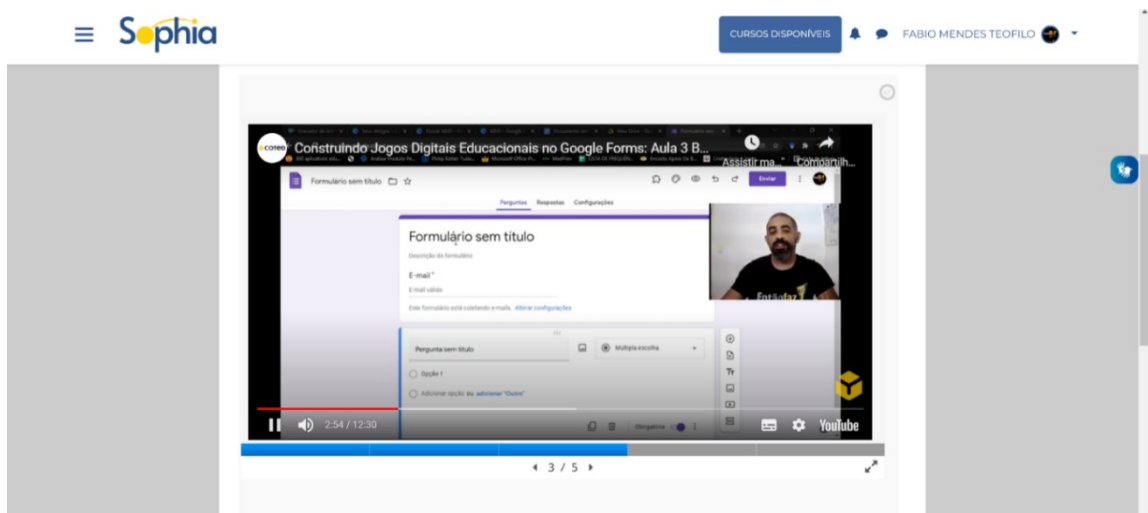 Sophia
CURSOS DISPONÍVEIS
FABIO MENDES TEOFILO
Construindo Jogos Digitais Educacionais no Google Forms: Aula 3 B...
Assistir ma...
Compartilh...
Formulário sem título
Enviar
Perguntas Respostas Configurações
Formulário sem título
Descrição do formulário
E-mail *
E-mail válido
Este formulário está coletando e-mails. Alterar configurações
Então faz
Pergunta sem título
Múltipla escolha
Opção 1
Adicionar opção ou adicionar "Outro"
Tт
Obrigatória
2:54 / 12:30
YouTube
3 / 5